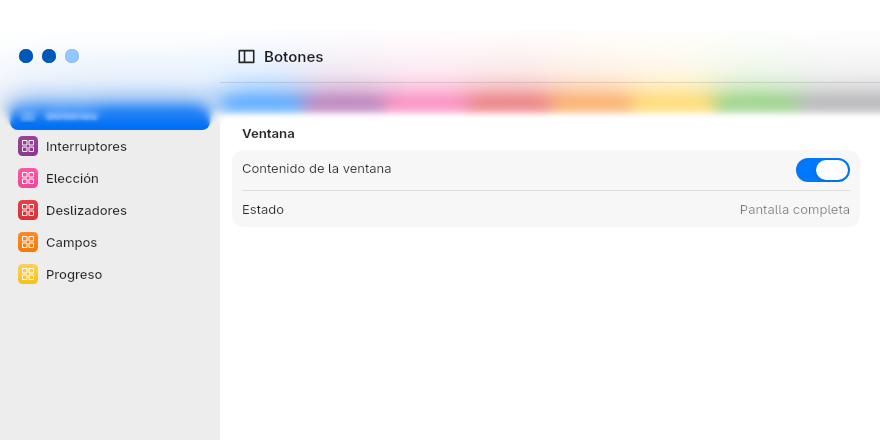 Botones
Interruptores
Elección
Deslizadores
Campos
Progreso
Ventana
Contenido de la ventana
Estado
Pantalla completa